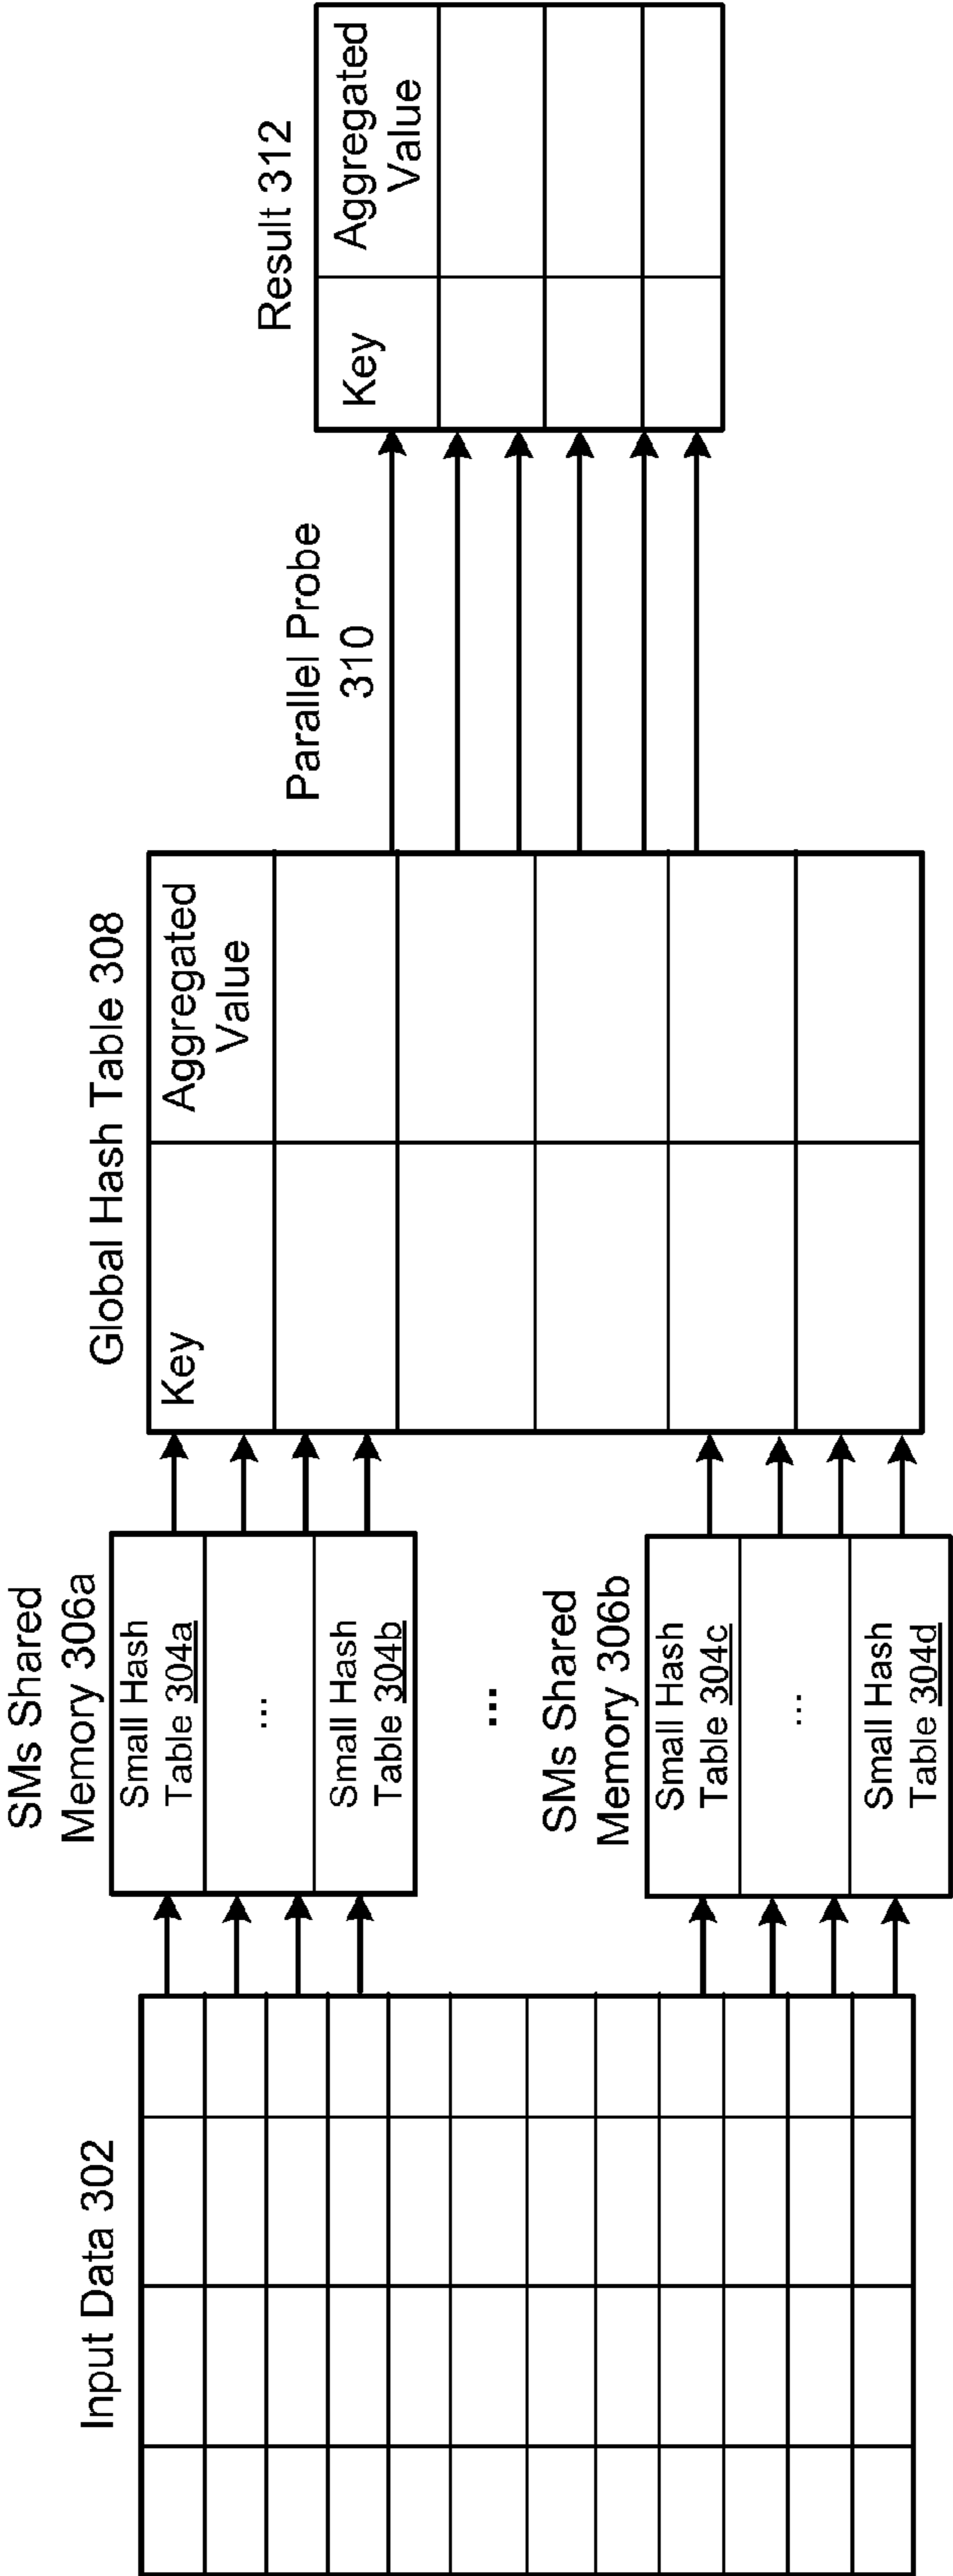 Input Data 302
SMs Shared
Memory 306a
Small Hash
Table 304a
...
Small Hash
Table 304b
...
SMs Shared
Memory 306b
Small Hash
Table 304c
...
Small Hash
Table 304d
Global Hash Table 308
Key
Aggregated
Value
Parallel Probe
310
Result 312
Key
Aggregated
Value